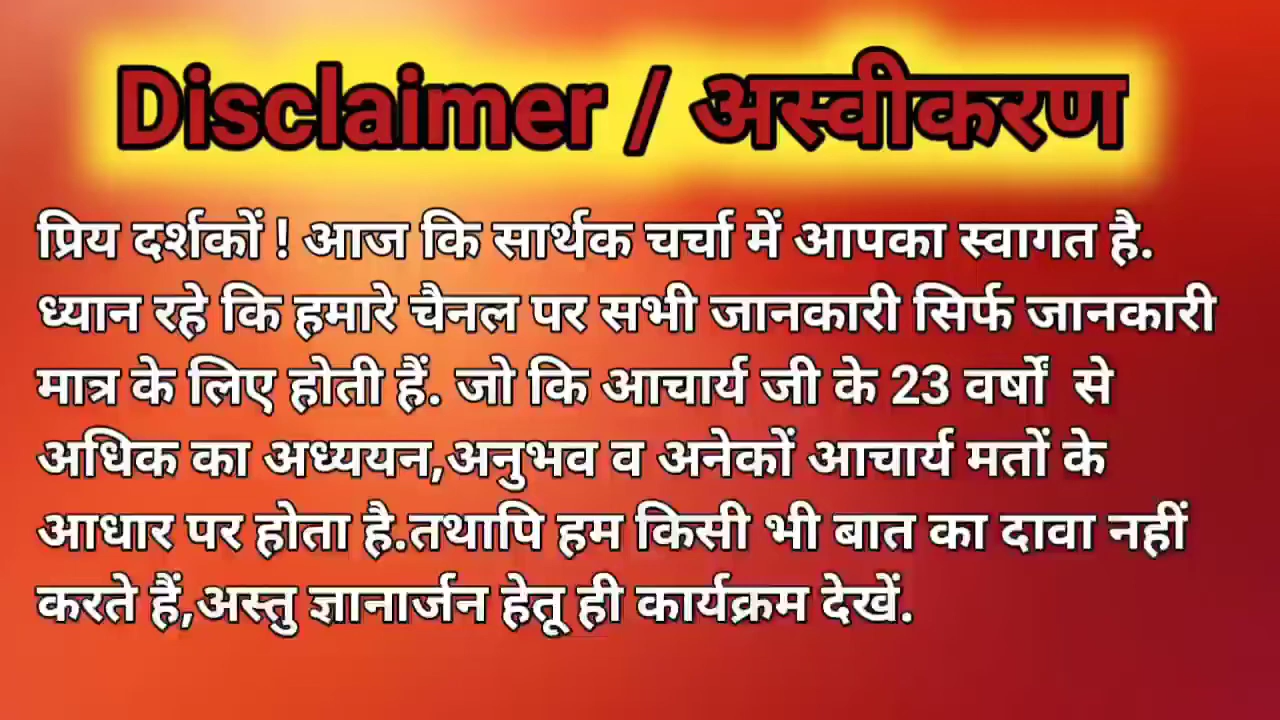 Disclaimer / अस्वीकरण
प्रिय दर्शकों ! आज कि सार्थक चर्चा में आपका स्वागत है.
ध्यान रहे कि हमारे चैनल पर सभी जानकारी सिर्फ जानकारी
मात्र के लिए होती हैं. जो कि आचार्य जी के 23 वर्षों से
अधिक का अध्ययन,अनुभव व अनेकों आचार्य मतों के
आधार पर होता है.तथापि हम किसी भी बात का दावा नहीं
करते हैं,अस्तु ज्ञानार्जन हेतू ही कार्यक्रम देखें.